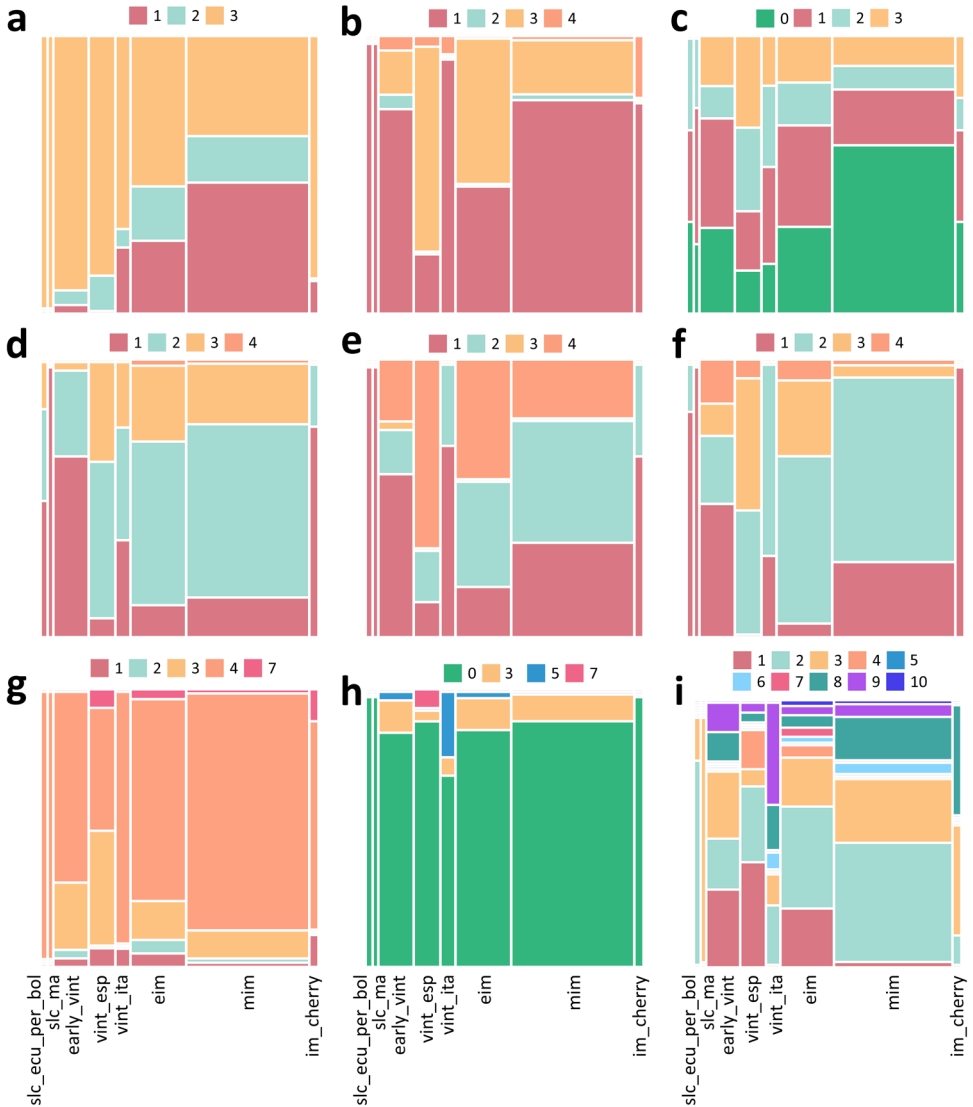 a
1 2 3
b
1 2 3 4
c
0 1 2 3
d
1 2 3 4
e
1 2 3 4
f
1 2 3 4
g
1 2 3 4 7
h
0 3 5 7
i
1 2 3 4 5
6 7 8 9 10
slc_ecu_per_bol
slc_ma
early_vint
vint_esp
vint_ita
eim
mim
im_cherry
slc_ecu_per_bol
slc_ma
early_vint
vint_esp
vint_ita
eim
mim
im_cherry
slc_ecu_per_bol
slc_ma
early_vint
vint_esp
vint ita
eim
mim
im_cherry